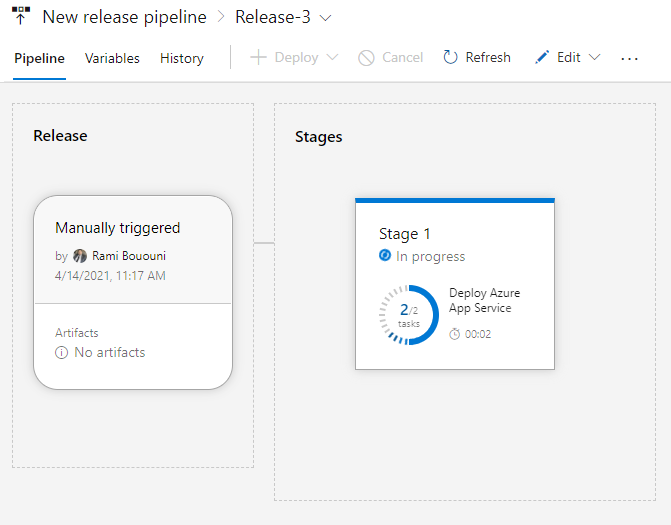 New release pipeline > Release-3
Pipeline Variables History Deploy Cancel Refresh Edit ...
Release
Stages
Manually triggered
by Rami Bououni
4/14/2021, 11:17 AM
Artifacts
No artifacts
Stage 1
In progress
2/2
tasks
Deploy Azure
App Service
00:02